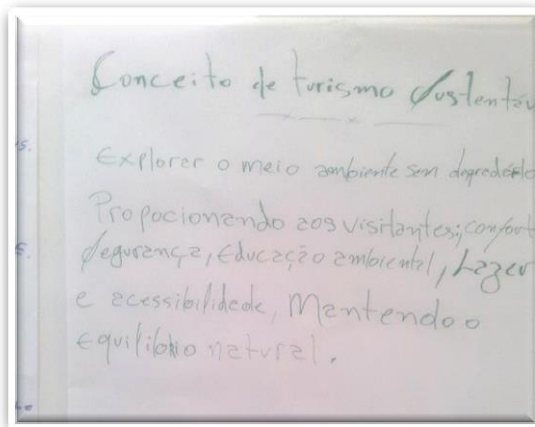 Conceito de turismo Sustentáv
Explorar o meio ambiente sem degradá-lo
Propocionando aos visitantes; confort
Segurança, Educação ambiental, Lazer
e acessibilidade, Mantendo o
equilibrio natural.